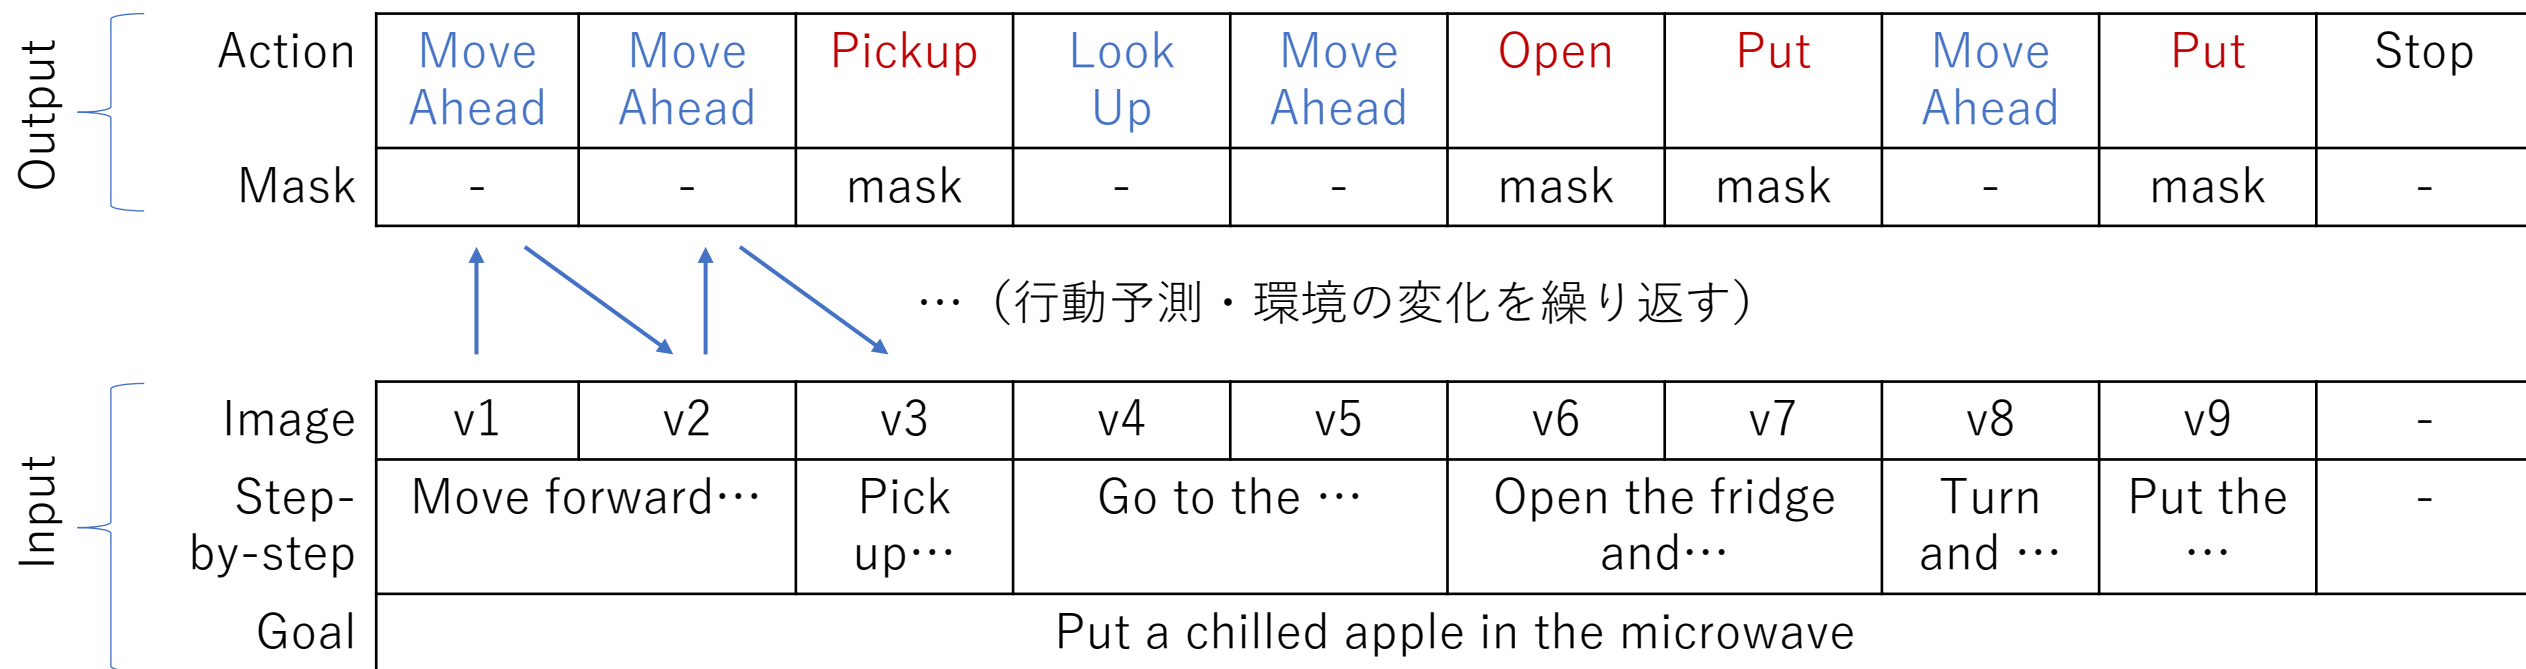 Output
Action Move Move Pickup Look Move Open Put Move Put Stop
Ahead Ahead Up Ahead Ahead
Mask - - mask - - mask mask - mask -
… (行動予測・環境の変化を繰り返す)
Input
Image v1 v2 v3 v4 v5 v6 v7 v8 v9 -
Step- Move forward… Pick Go to the … Open the fridge Turn Put the -
by-step up… and… and … …
Goal Put a chilled apple in the microwave